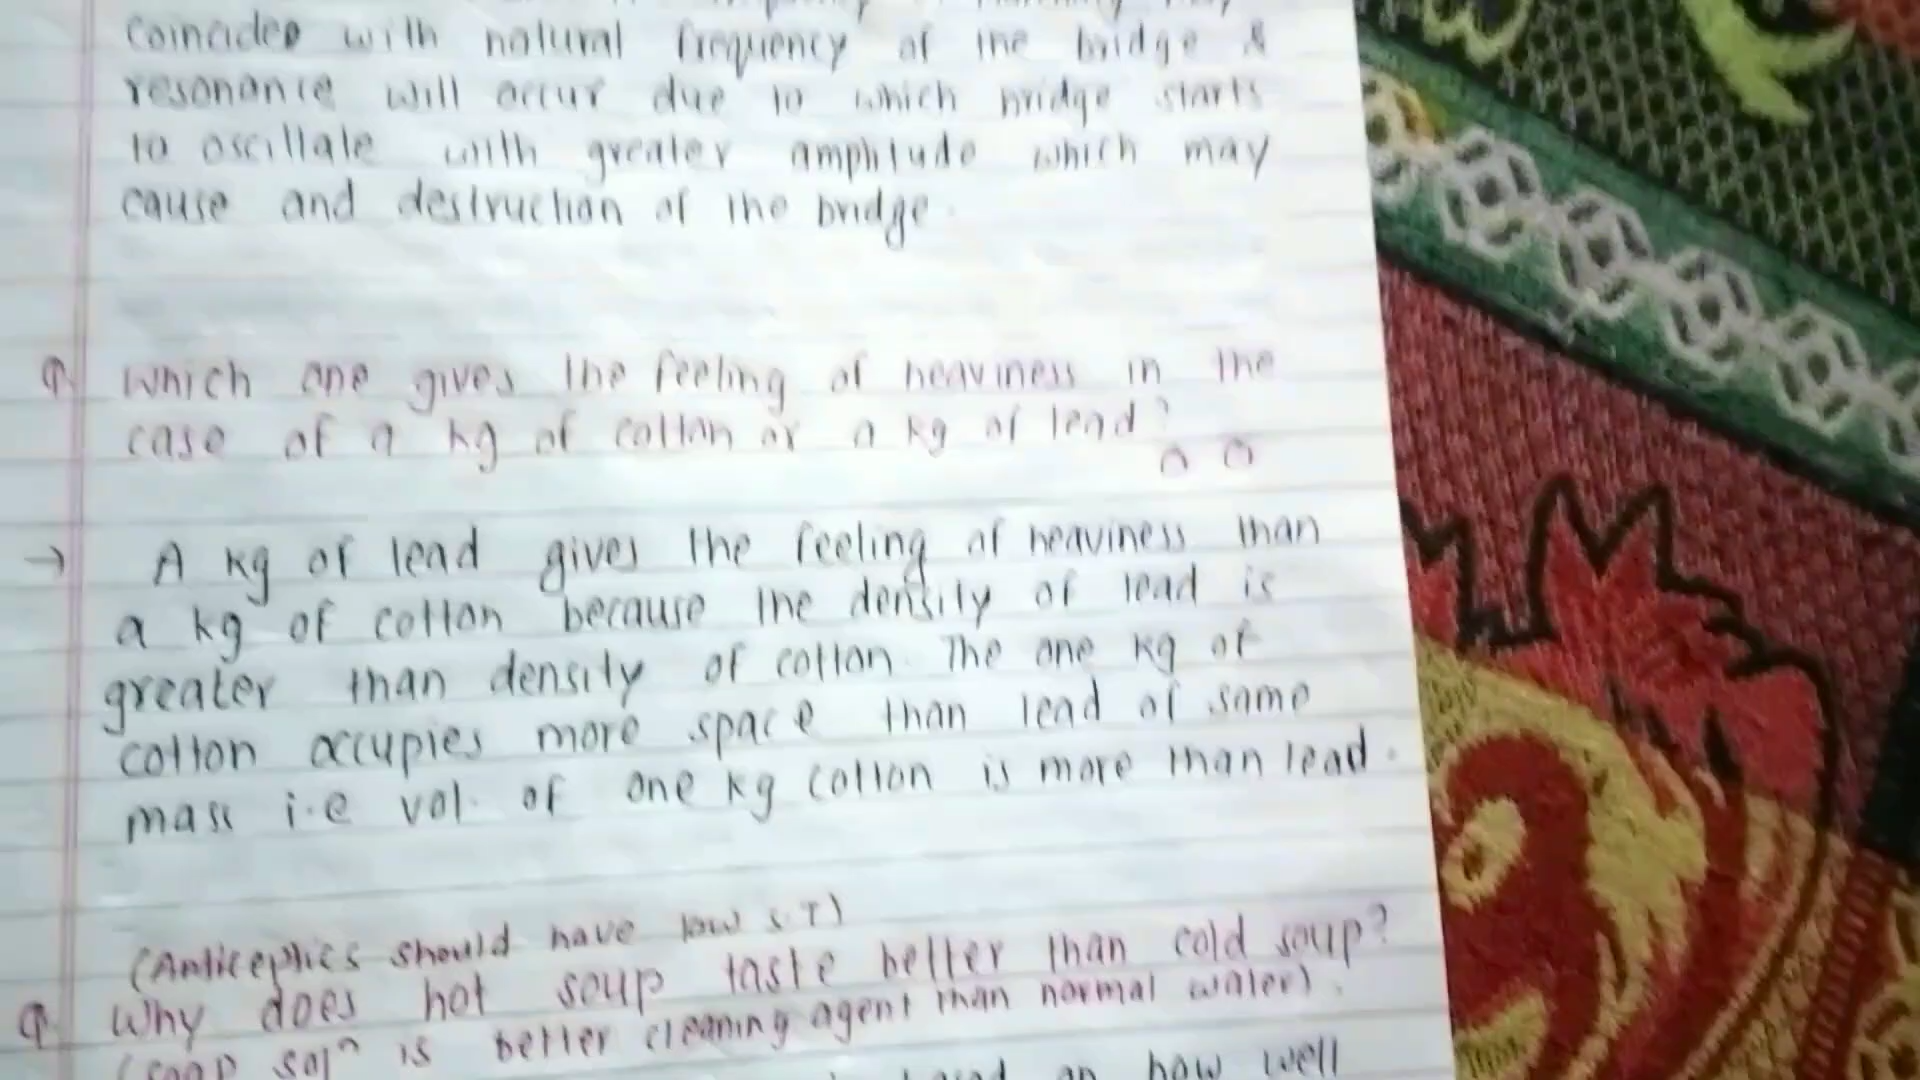 coincides with natural frequency of the bridge &
resonance will occur due to which bridge starts
to oscillate with greater amplitude which may
cause and destruction of the bridge.
Q. Which one gives the feeling of heaviness in the
case of a kg of cotton or a kg of lead?
→ A kg of lead gives the feeling of heaviness than
a kg of cotton because the density of lead is
greater than density of cotton. The one kg of
cotton occupies more space than lead of same
mass i.e vol. of one kg cotton is more than lead.
(Anticeptics should have low S.T)
Q. Why does hot soup taste better than cold soup?
(soap solⁿ is better cleaning agent than normal water).
on how well